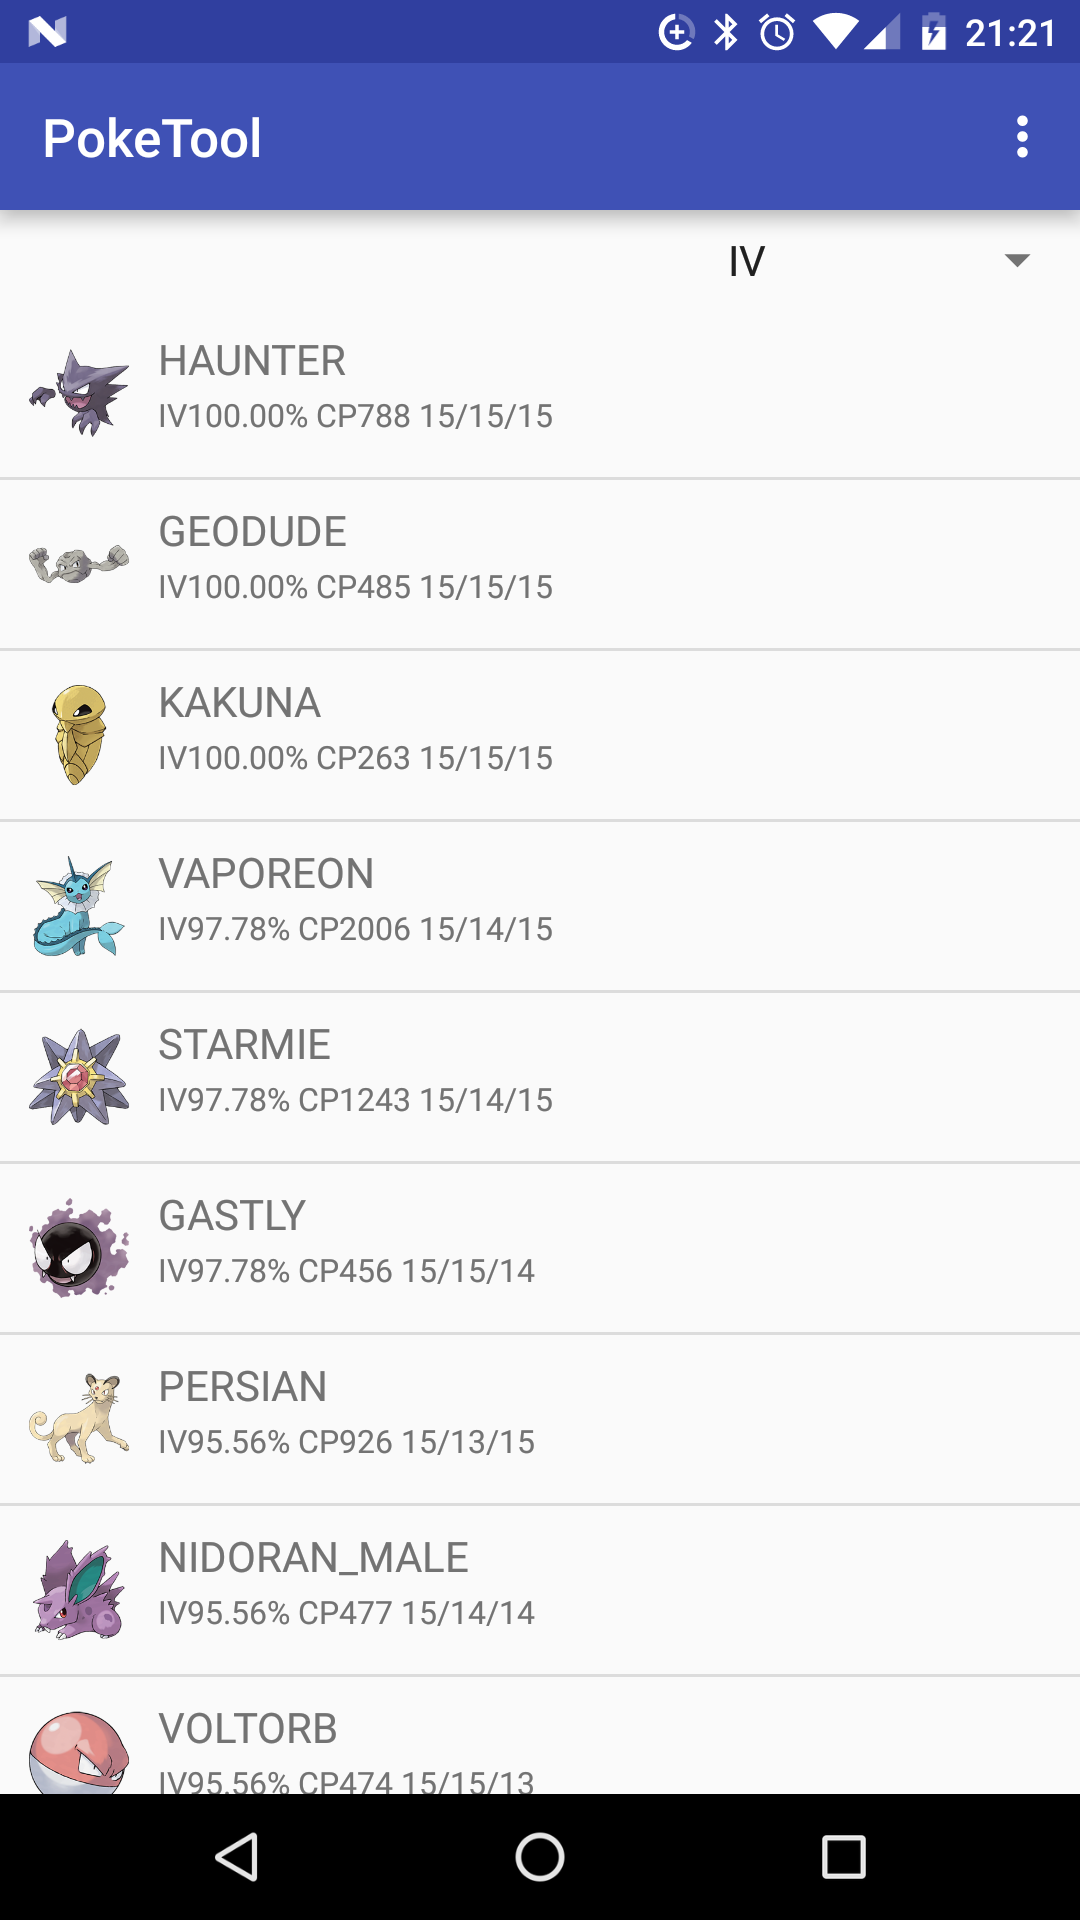 21:21
PokeTool
IV
HAUNTER
IV100.00% CP788 15/15/15
GEODUDE
IV100.00% CP485 15/15/15
KAKUNA
IV100.00% CP263 15/15/15
VAPOREON
IV97.78% CP2006 15/14/15
STARMIE
IV97.78% CP1243 15/14/15
GASTLY
IV97.78% CP456 15/15/14
PERSIAN
IV95.56% CP926 15/13/15
NIDORAN_MALE
IV95.56% CP477 15/14/14
VOLTORB
IV95.56% CP474 15/15/13